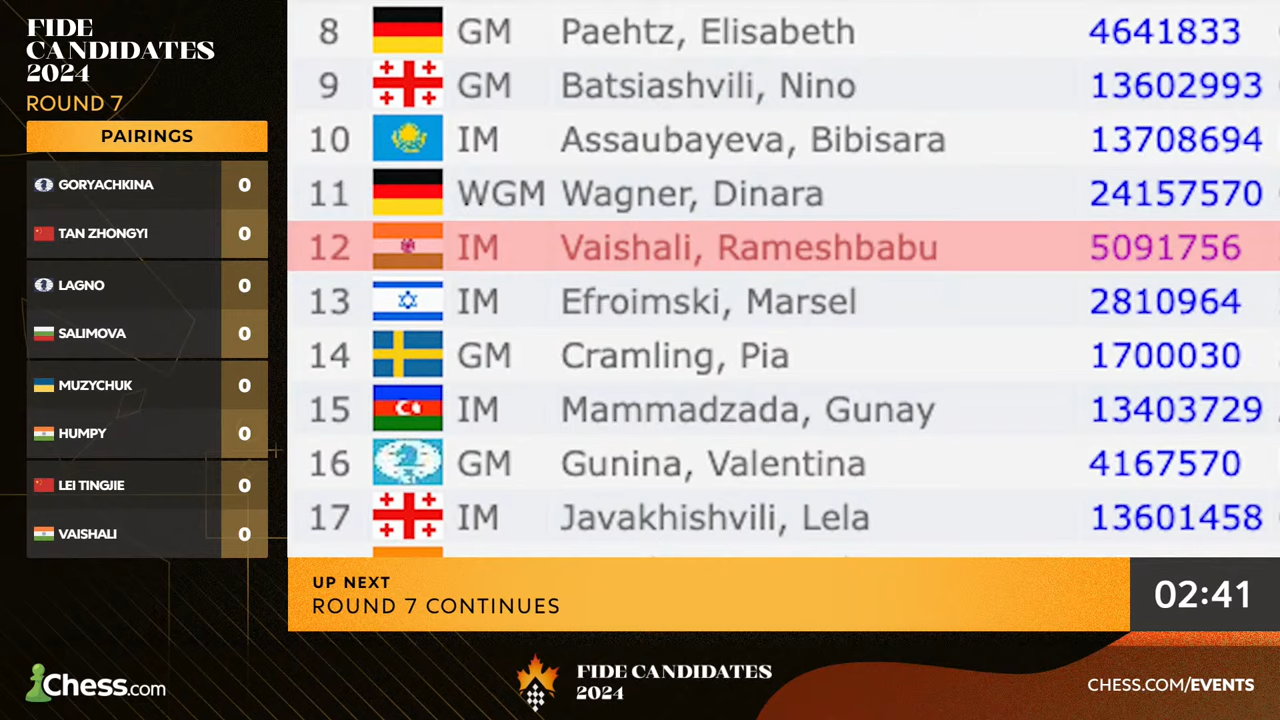 FIDE
CANDIDATES
2024
ROUND 7
PAIRINGS
GORYACHKINA 0
TAN ZHONGYI 0
LAGNO 0
SALIMOVA 0
MUZYCHUK 0
HUMPY 0
LEI TINGJIE 0
VAISHALI 0
8 GM Paehtz, Elisabeth 4641833
9 GM Batsiashvili, Nino 13602993
10 IM Assaubayeva, Bibisara 13708694
11 WGM Wagner, Dinara 24157570
12 IM Vaishali, Rameshbabu 5091756
13 IM Efroimski, Marsel 2810964
14 GM Cramling, Pia 1700030
15 IM Mammadzada, Gunay 13403729
16 GM Gunina, Valentina 4167570
17 IM Javakhishvili, Lela 13601458
UP NEXT
ROUND 7 CONTINUES
02:41
Chess.com
FIDE CANDIDATES
2024
CHESS.COM/EVENTS